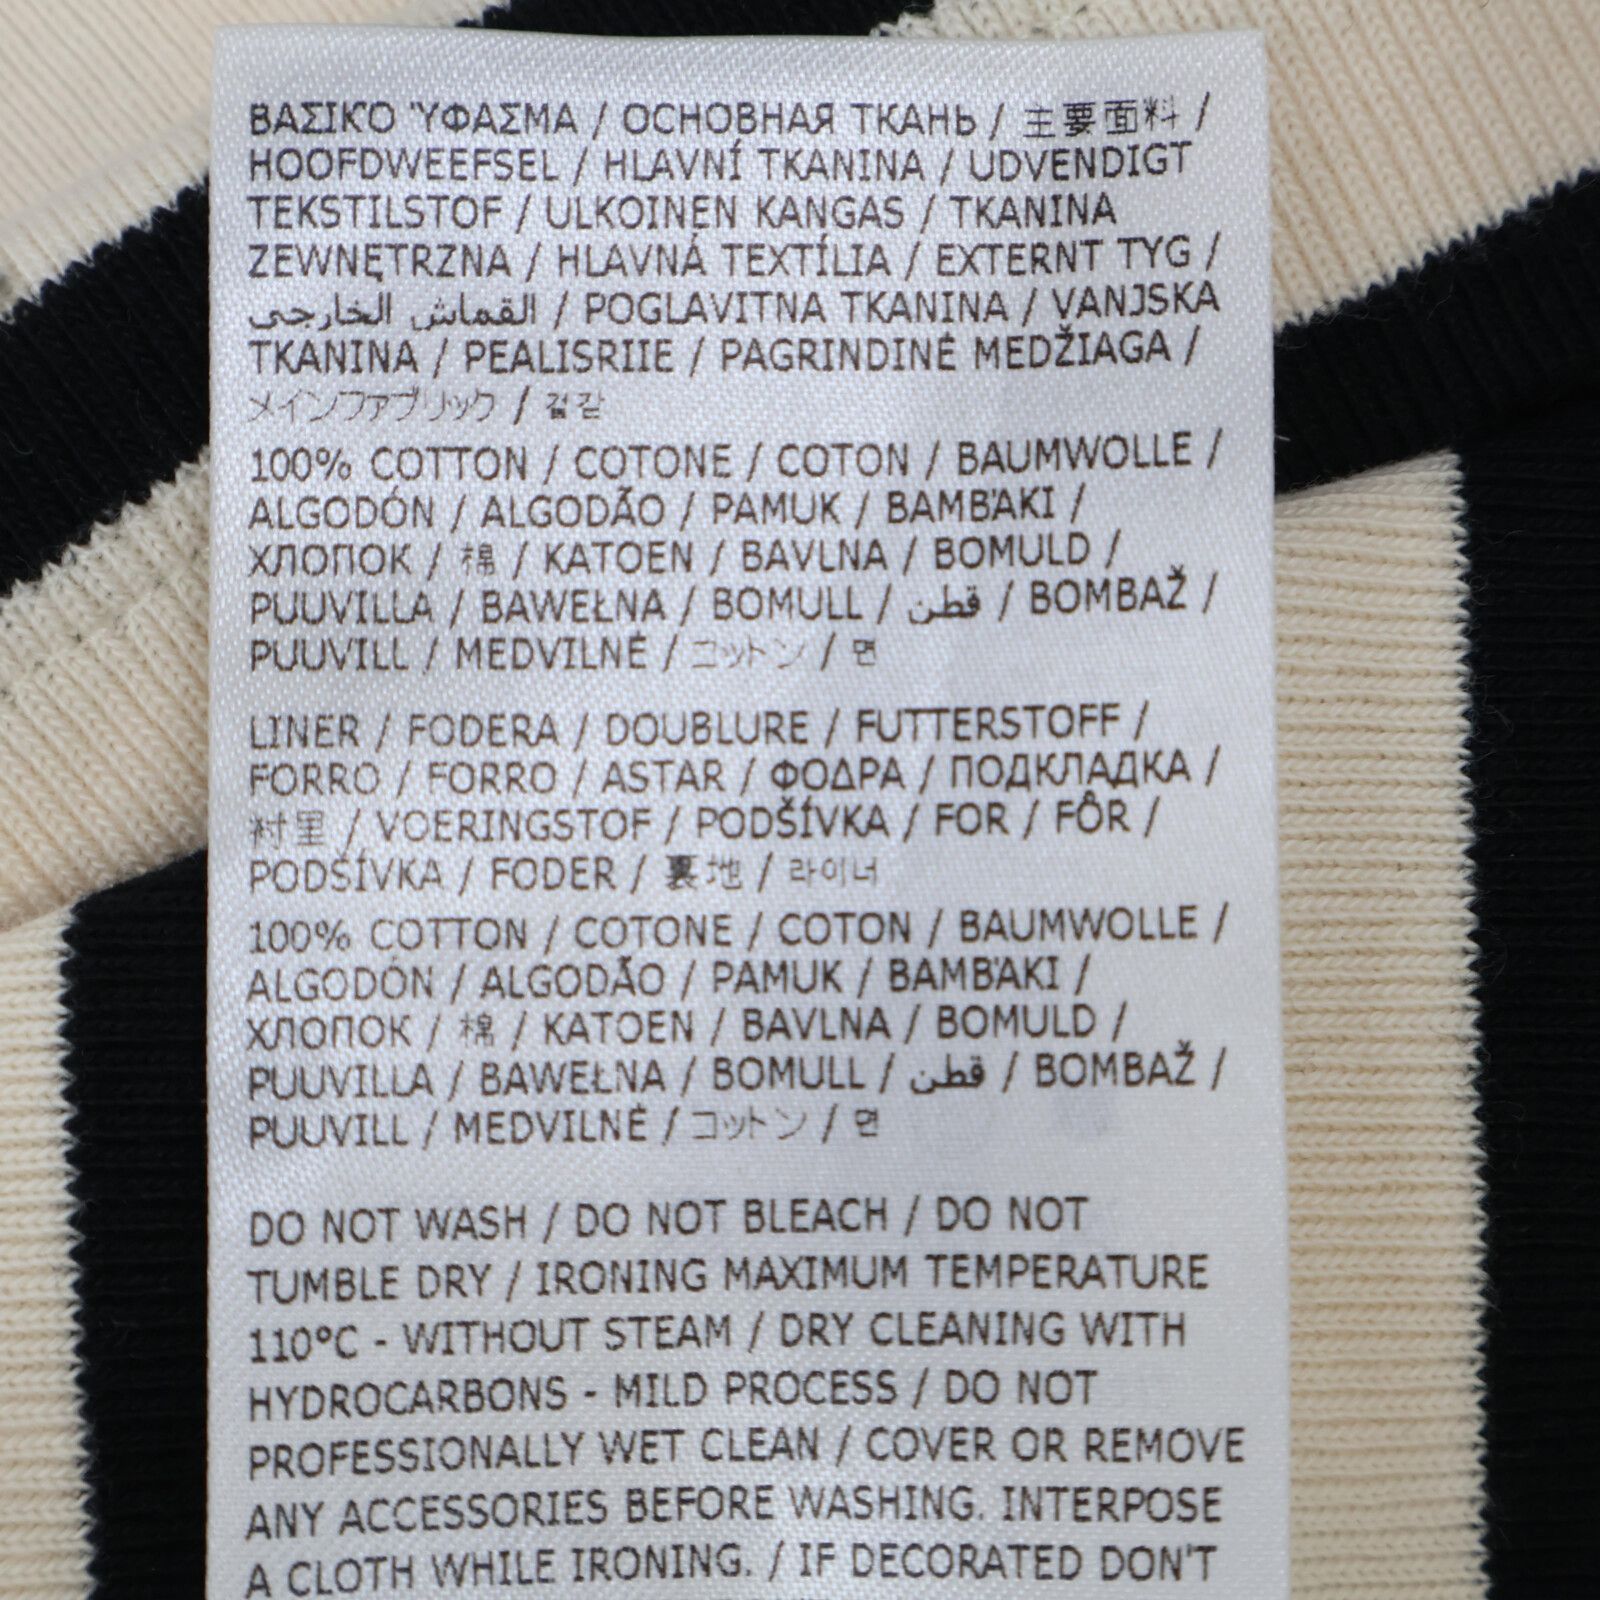 ΒΑΣΙΚΟ ΎΦΑΣΜΑ / ОСНОВНАЯ ТКАНЬ / 主要面料 /
HOOFDWEEFSEL / HLAVNÍ TKANINA / UDVENDIGT
TEKSTILSTOF / ULKOINEN KANGAS / TKANINA
ZEWNĘTRZNA / HLAVNÁ TEXTÍLIA / EXTERNT TYG /
القماش الخارجي / POGLAVITNA TKANINA / VANJSKA
TKANINA / PEALISRIIE / PAGRINDINĖ MEDŽIAGA /
メインファブリック / 겉감
100% COTTON / COTONE / COTON / BAUMWOLLE /
ALGODÓN / ALGODÃO / PAMUK / ΒΑΜΒΆΚΙ /
ХЛОПОК / 棉 / KATOEN / BAVLNA / BOMULD /
PUUVILLA / BAWEŁNA / BOMULL / قطن / BOMBAŽ /
PUUVILL / MEDVILNĖ / コットン / 면
LINER / FODERA / DOUBLURE / FUTTERSTOFF /
FORRO / FORRO / ASTAR / ΦΟΔΡΑ / ПОДКЛАДКА /
衬里 / VOERINGSTOF / PODŠÍVKA / FOR / FÔR /
PODŠÍVKA / FODER / 裏地 / 라이너
100% COTTON / COTONE / COTON / BAUMWOLLE /
ALGODÓN / ALGODÃO / PAMUK / ΒΑΜΒΆΚΙ /
ХЛОПОК / 棉 / KATOEN / BAVLNA / BOMULD /
PUUVILLA / BAWEŁNA / BOMULL / قطن / BOMBAŽ /
PUUVILL / MEDVILNĖ / コットン / 면
DO NOT WASH / DO NOT BLEACH / DO NOT
TUMBLE DRY / IRONING MAXIMUM TEMPERATURE
110°C - WITHOUT STEAM / DRY CLEANING WITH
HYDROCARBONS - MILD PROCESS / DO NOT
PROFESSIONALLY WET CLEAN / COVER OR REMOVE
ANY ACCESSORIES BEFORE WASHING. INTERPOSE
A CLOTH WHILE IRONING. / IF DECORATED DON'T